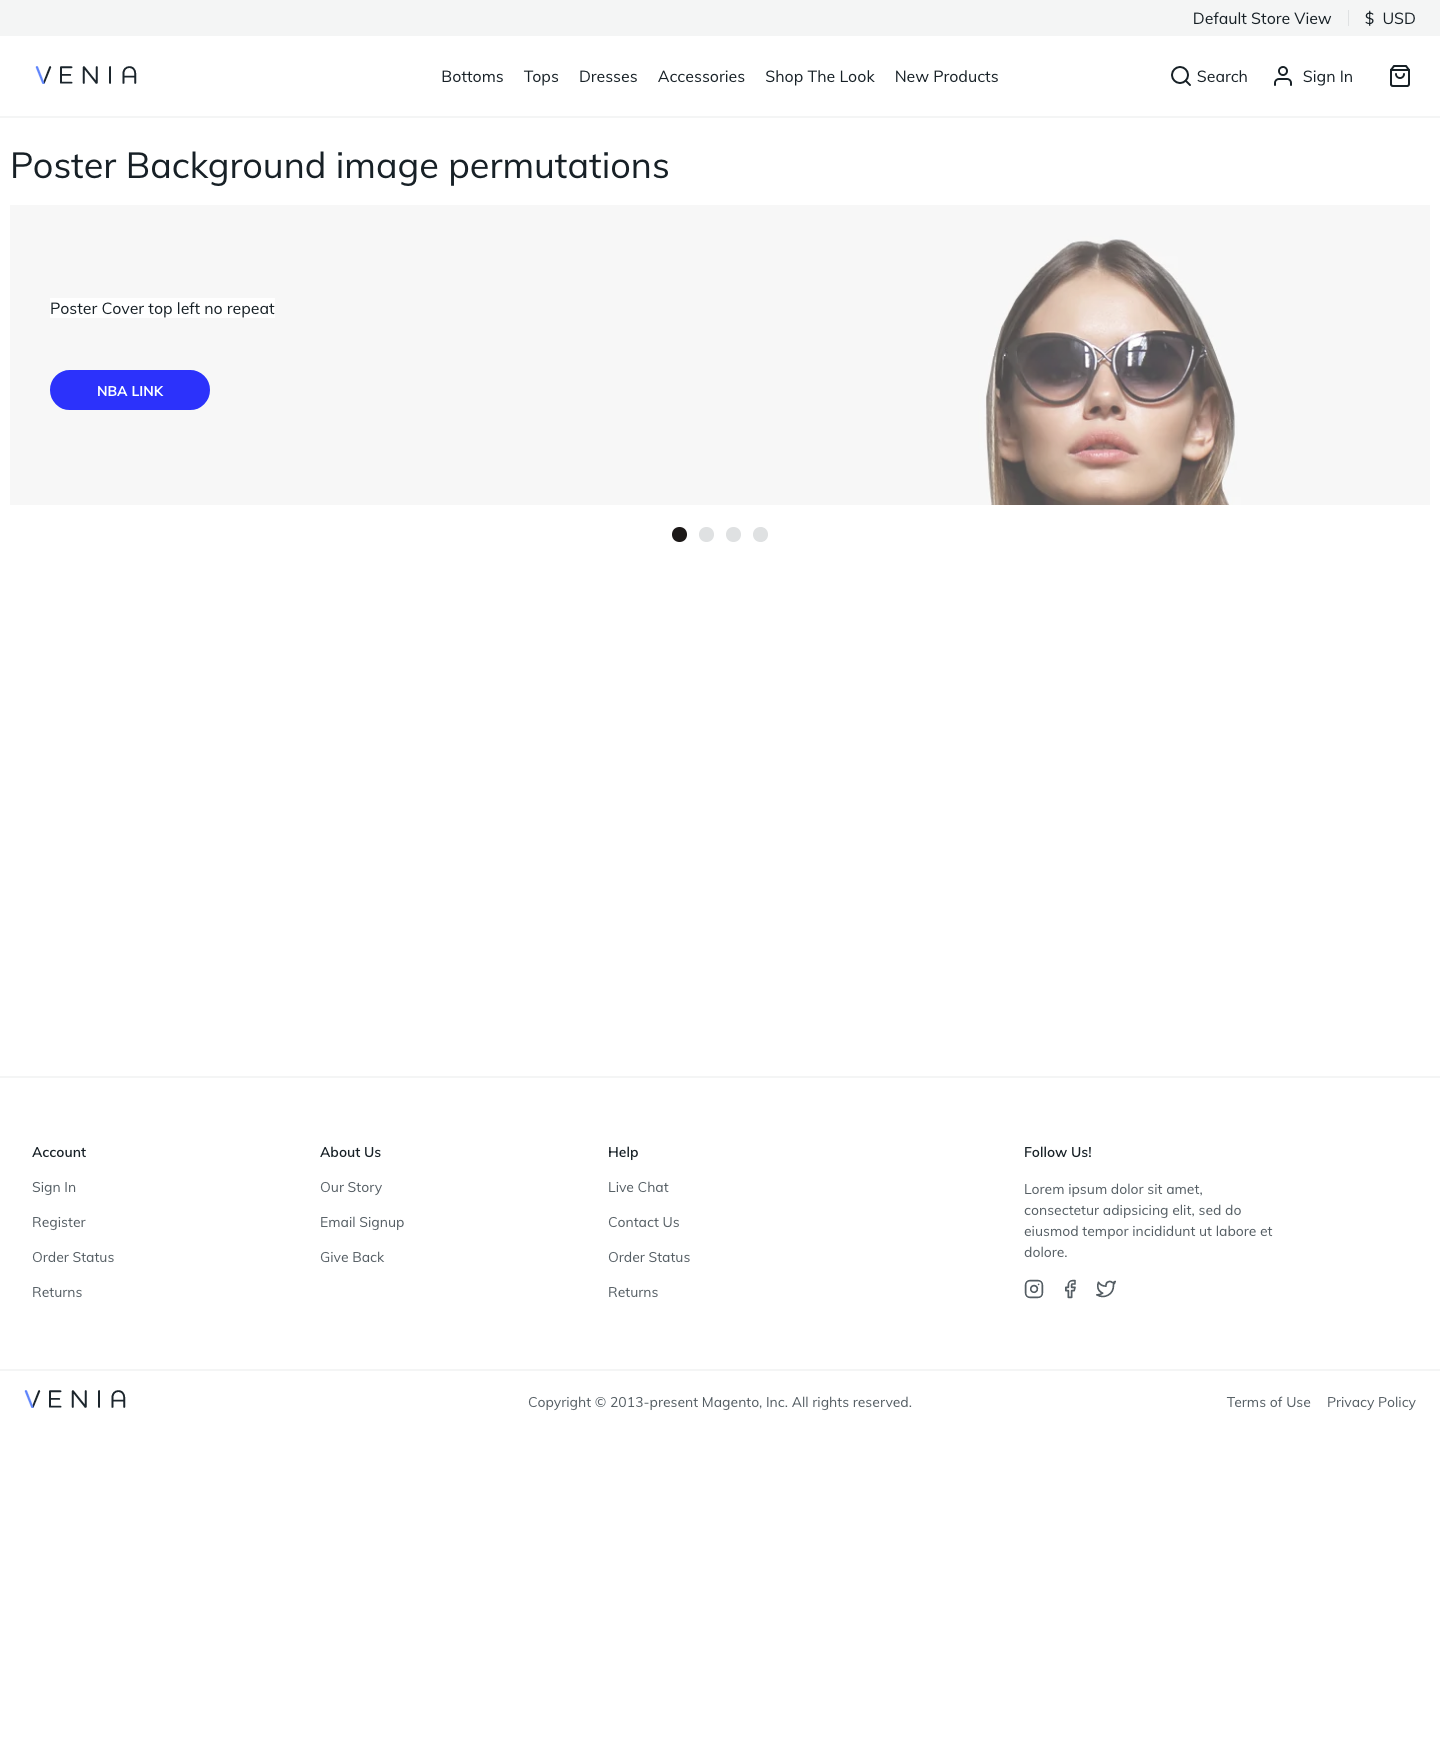 Default Store View $ USD
VENIA Bottoms Tops Dresses Accessories Shop The Look New Products Search Sign In
Poster Background image permutations
Poster Cover top left no repeat
NBA LINK
Account
Sign In
Register
Order Status
Returns
About Us
Our Story
Email Signup
Give Back
Help
Live Chat
Contact Us
Order Status
Returns
Follow Us!
Lorem ipsum dolor sit amet,
consectetur adipsicing elit, sed do
eiusmod tempor incididunt ut labore et
dolore.
VENIA Copyright © 2013-present Magento, Inc. All rights reserved. Terms of Use Privacy Policy